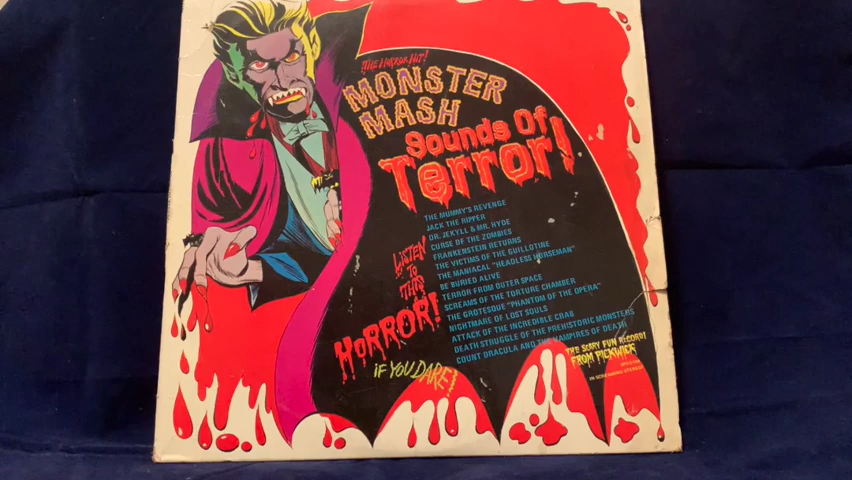 THE HORROR HIT!
MONSTER
MASH
Sounds Of
Terror!
THE MUMMY'S REVENGE
JACK THE RIPPER
DR. JEKYLL & MR. HYDE
CURSE OF THE ZOMBIES
FRANKENSTEIN RETURNS
THE VICTIMS OF THE GUILLOTINE
THE MANIACAL "HEADLESS HORSEMAN"
BE BURIED ALIVE
TERROR FROM OUTER SPACE
SCREAMS OF THE TORTURE CHAMBER
THE GROTESQUE "PHANTOM OF THE OPERA"
NIGHTMARE OF LOST SOULS
ATTACK OF THE INCREDIBLE CRAB
DEATH STRUGGLE OF THE PREHISTORIC MONSTERS
COUNT DRACULA AND THE VAMPIRES OF DEATH
LISTEN
TO
THIS
HORROR!
iF YOU DARE!
THE SCARY FUN RECORD!
FROM PICKWICK